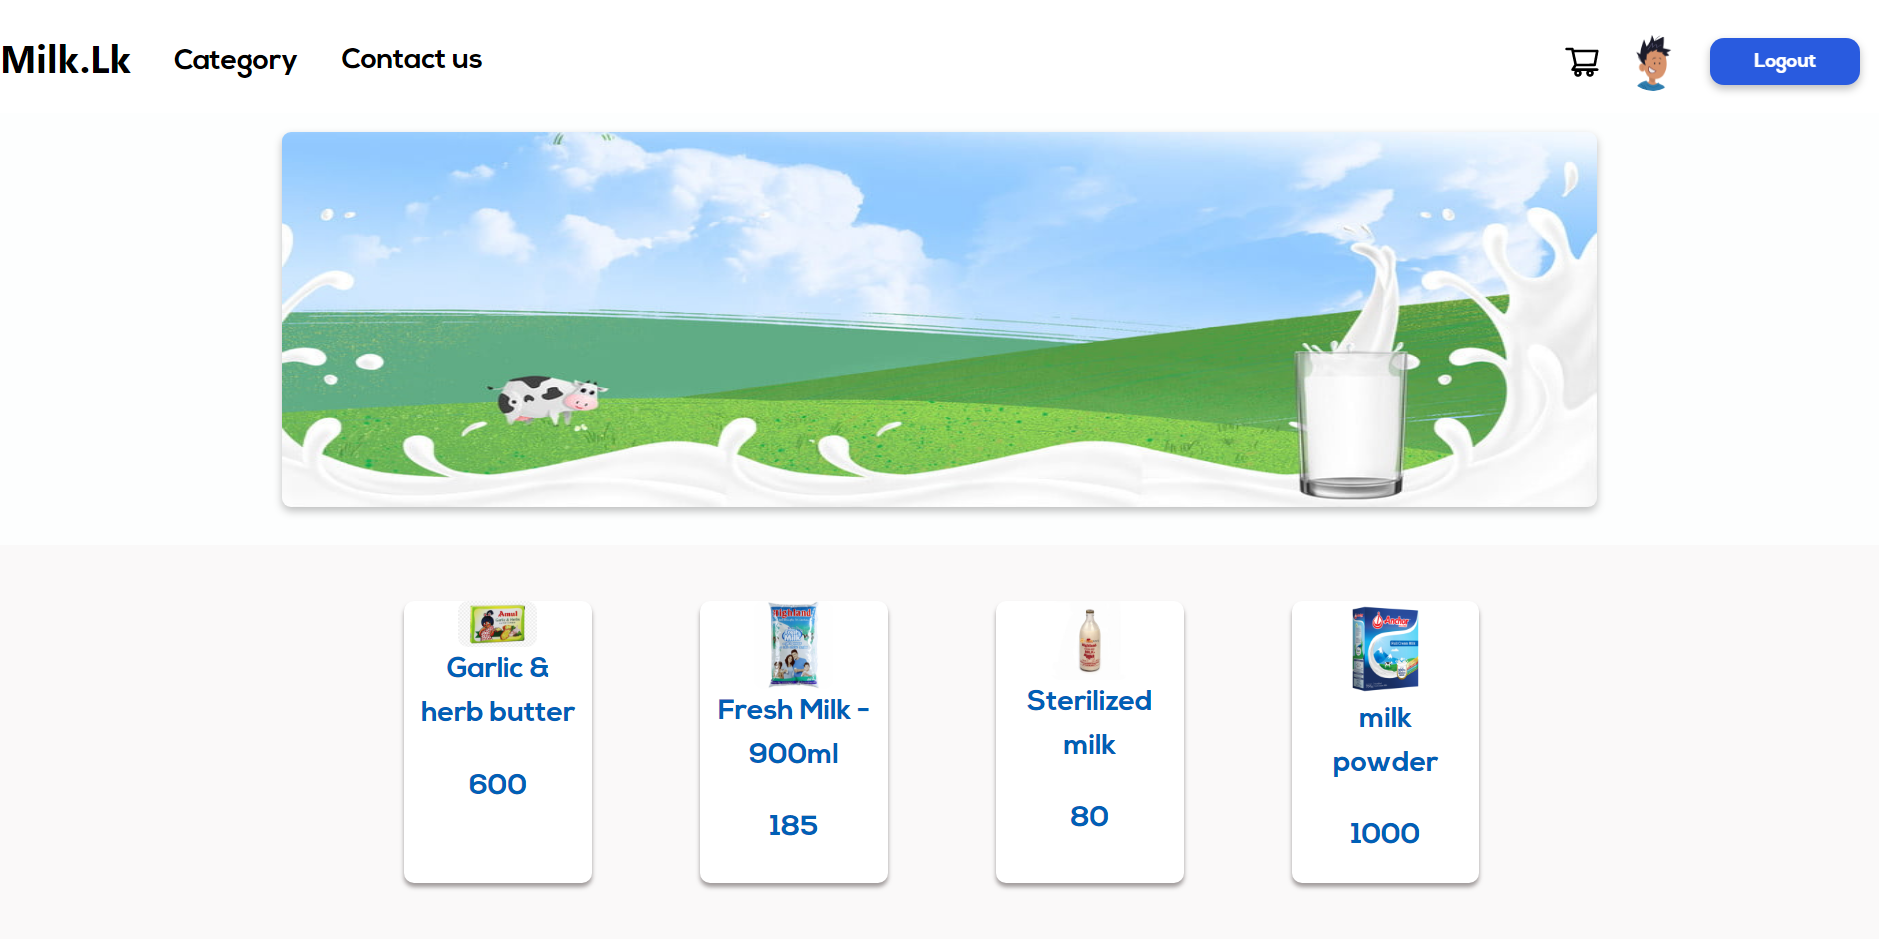 Milk.Lk Category Contact us Logout
Amul
Garlic &
herb butter
600
Richland
Fresh Milk -
900ml
185
Sterilized
milk
80
Anchor
milk
powder
1000